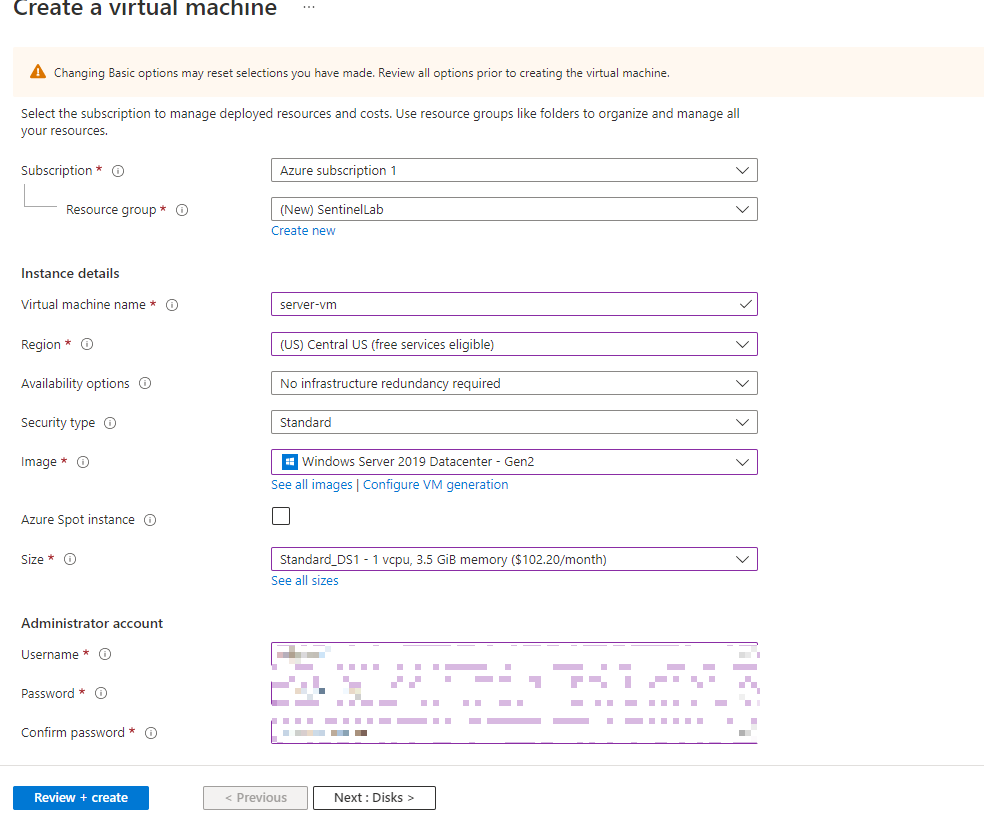 Create a virtual machine ...
Changing Basic options may reset selections you have made. Review all options prior to creating the virtual machine.
Select the subscription to manage deployed resources and costs. Use resource groups like folders to organize and manage all
your resources.
Subscription * Azure subscription 1
Resource group * (New) SentinelLab
Create new
Instance details
Virtual machine name * server-vm
Region * (US) Central US (free services eligible)
Availability options No infrastructure redundancy required
Security type Standard
Image * Windows Server 2019 Datacenter - Gen2
See all images | Configure VM generation
Azure Spot instance
Size * Standard_DS1 - 1 vcpu, 3.5 GiB memory ($102.20/month)
See all sizes
Administrator account
Username *
Password *
Confirm password *
Review + create < Previous Next : Disks >